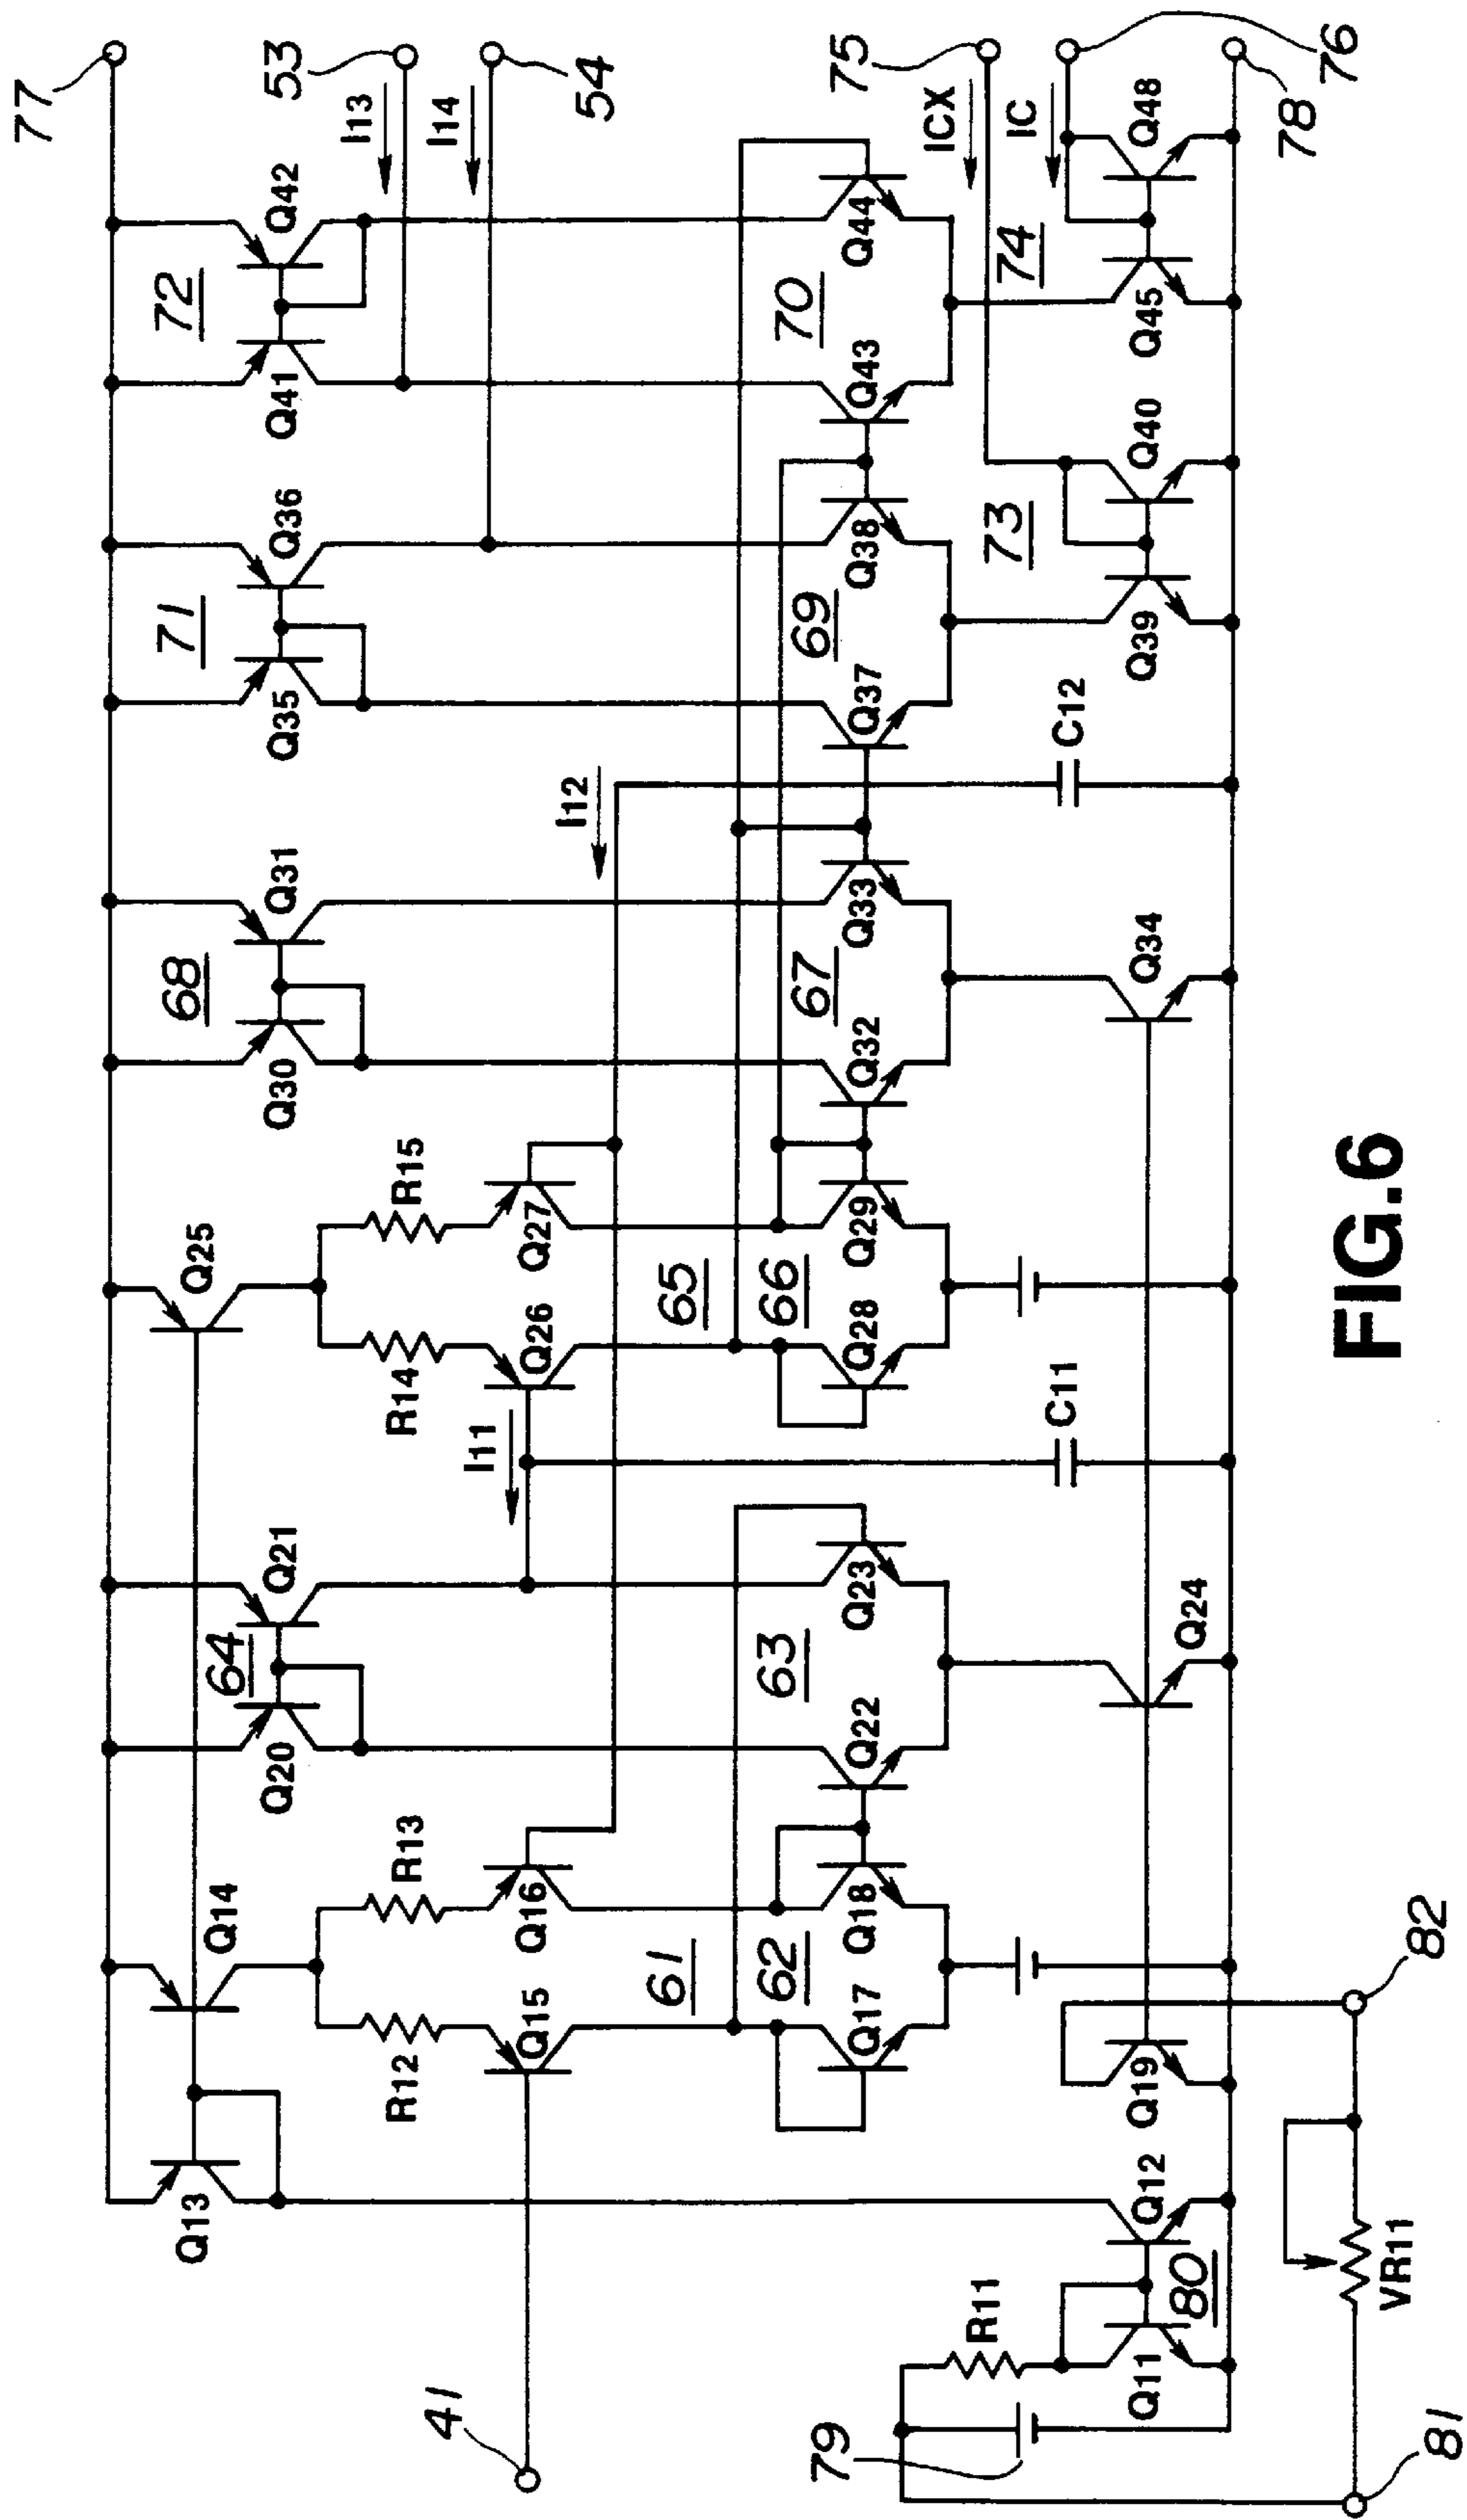 77
53
54
75
76
78
I13
I14
ICX
IC
Q42
72
Q41
Q44
70
Q43
Q48
74
Q45
Q36
71
Q35
Q38
69
Q37
Q40
73
Q39
C12
I12
Q31
68
Q30
Q33
67
Q32
Q34
R15
Q25
Q27
65
66
Q29
Q26
R14
Q28
I11
C11
Q21
64
Q20
Q23
63
Q22
Q24
R13
Q14
Q16
61
62
Q18
Q15
R12
Q17
Q13
Q19
82
Q12
80
R11
Q11
VR11
41
79
81
FIG.6